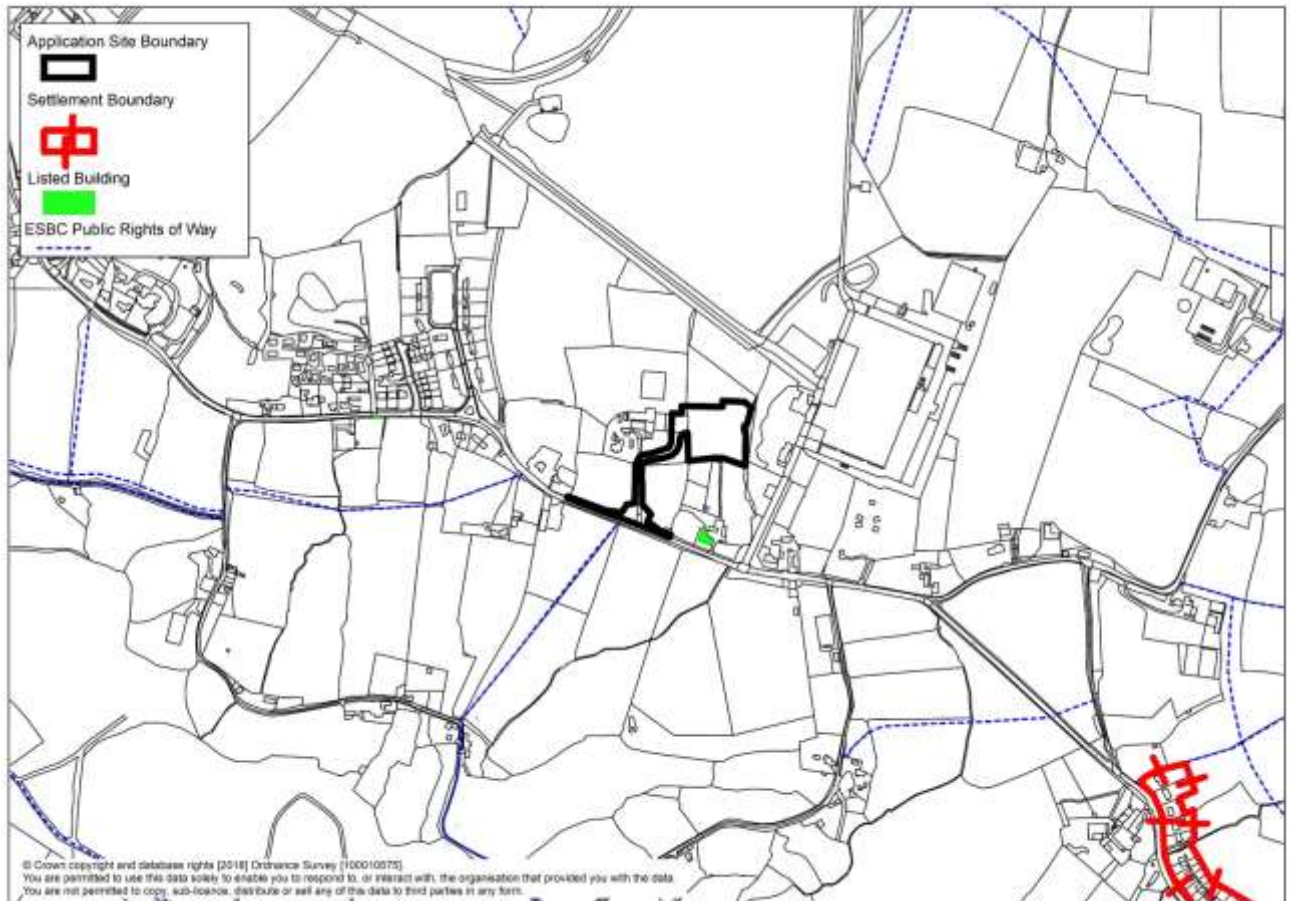 Application Site Boundary
Settlement Boundary
Listed Building
ESBC Public Rights of Way
© Crown copyright and database rights [2018] Ordnance Survey [100010575]
You are permitted to use this data solely to enable you to respond to, or interact with, the organisation that provided you with the data.
You are not permitted to copy, sub-licence, distribute or sell any of this data to third parties in any form.